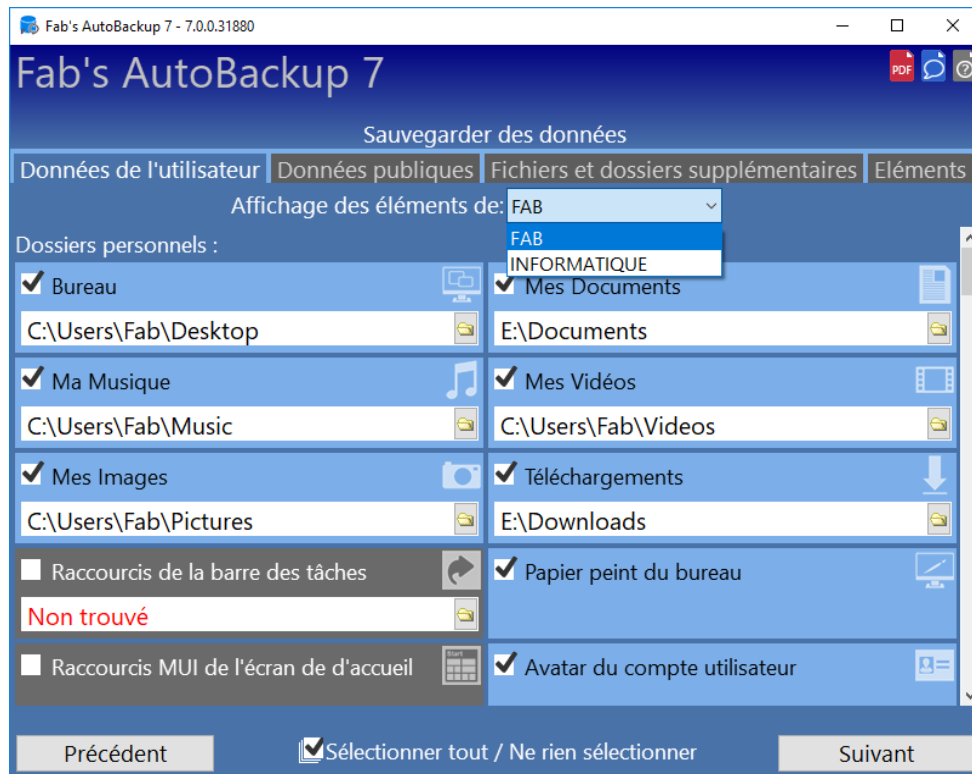 Fab's AutoBackup 7 - 7.0.0.31880
Fab's AutoBackup 7
PDF
?
Sauvegarder des données
Données de l'utilisateur Données publiques Fichiers et dossiers supplémentaires Eléments
Affichage des éléments de: FAB
FAB
INFORMATIQUE
Dossiers personnels :
Bureau
Mes Documents
C:\Users\Fab\Desktop
E:\Documents
Ma Musique
Mes Vidéos
C:\Users\Fab\Music
C:\Users\Fab\Videos
Mes Images
Téléchargements
C:\Users\Fab\Pictures
E:\Downloads
Raccourcis de la barre des tâches
Papier peint du bureau
Non trouvé
Raccourcis MUI de l'écran de d'accueil
Start
Avatar du compte utilisateur
Précédent
Sélectionner tout / Ne rien sélectionner
Suivant